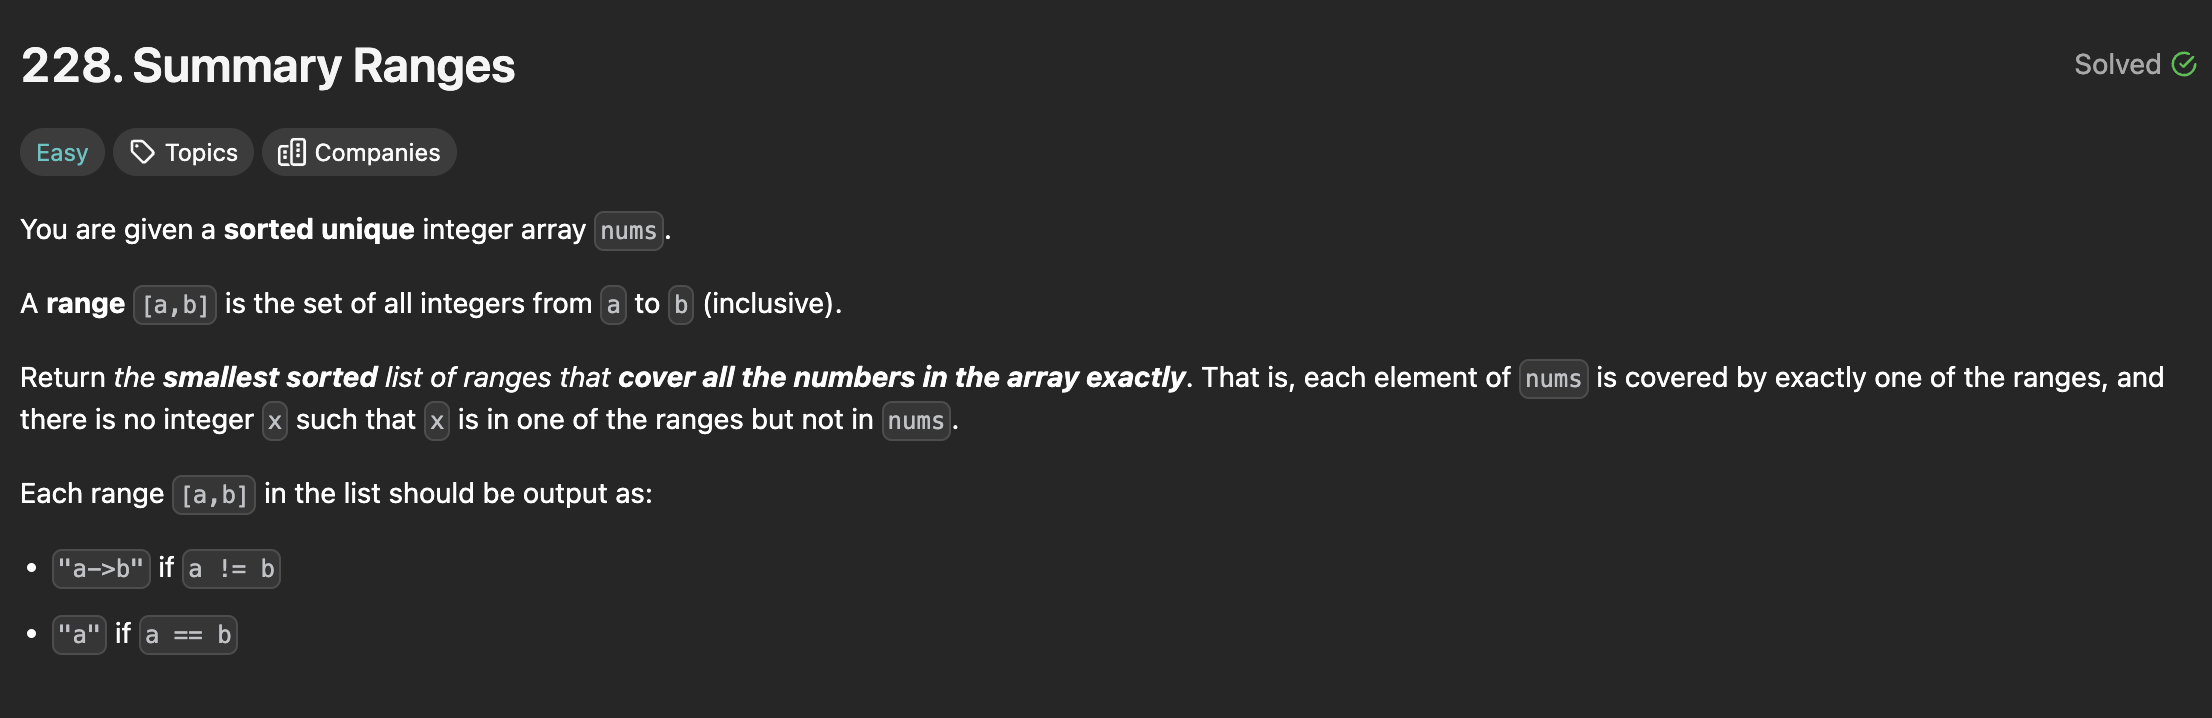 228. Summary Ranges
Solved
Easy
Topics
Companies
You are given a sorted unique integer array nums.
A range [a,b] is the set of all integers from a to b (inclusive).
Return the smallest sorted list of ranges that cover all the numbers in the array exactly. That is, each element of nums is covered by exactly one of the ranges, and
there is no integer x such that x is in one of the ranges but not in nums.
Each range [a,b] in the list should be output as:
• "a->b" if a != b
• "a" if a == b